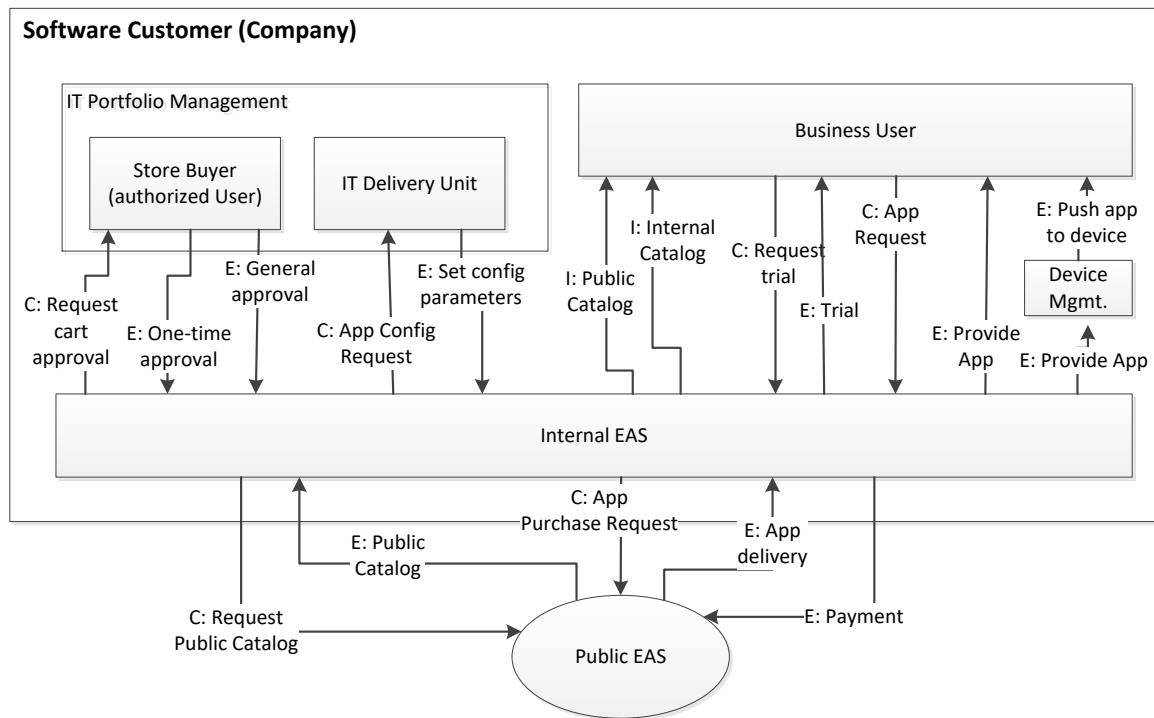 Software Customer (Company)
IT Portfolio Management
Store Buyer
(authorized User)
IT Delivery Unit
Business User
C: Request
cart
approval
E: One-time
approval
E: General
approval
C: App Config
Request
E: Set config
parameters
I: Public
Catalog
I: Internal
Catalog
C: Request
trial
E: Trial
C: App
Request
E: Provide
App
E: Push app
to device
Device
Mgmt.
E: Provide App
Internal EAS
C: Request
Public Catalog
E: Public
Catalog
C: App
Purchase Request
E: App
delivery
E: Payment
Public EAS